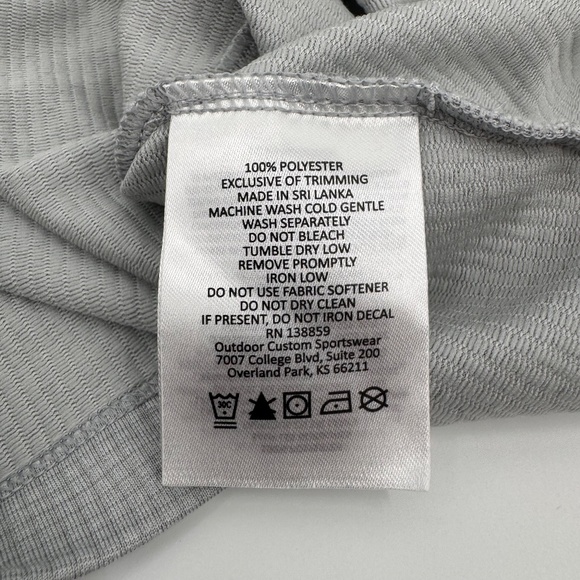 100% POLYESTER
EXCLUSIVE OF TRIMMING
MADE IN SRI LANKA
MACHINE WASH COLD GENTLE
WASH SEPARATELY
DO NOT BLEACH
TUMBLE DRY LOW
REMOVE PROMPTLY
IRON LOW
DO NOT USE FABRIC SOFTENER
DO NOT DRY CLEAN
IF PRESENT, DO NOT IRON DECAL
RN 138859
Outdoor Custom Sportswear
7007 College Blvd, Suite 200
Overland Park, KS 66211
30C